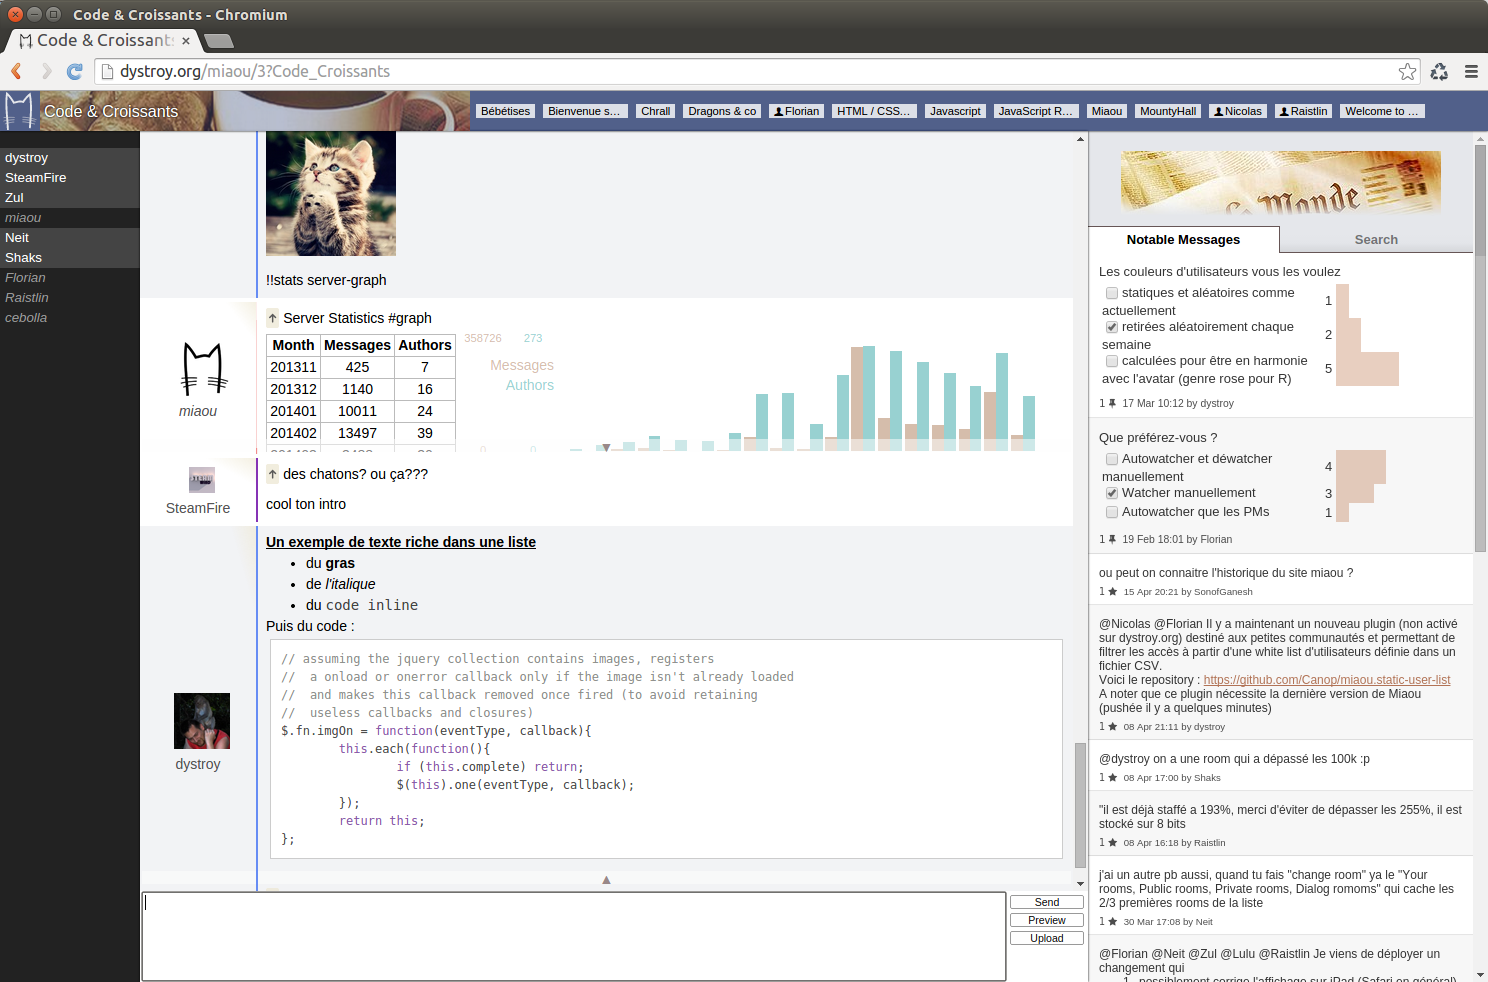 Code & Croissants - Chromium
Code & Croissants
dystroy.org/miaou/3?Code_Croissants
Code & Croissants
Bébêtises
Bienvenue s…
Chrall
Dragons & co
Florian
HTML / CSS…
Javascript
JavaScript R…
Miaou
MountyHall
Nicolas
Raistlin
Welcome to …
dystroy
SteamFire
Zul
miaou
Neit
Shaks
Florian
Raistlin
cebolla
!!stats server-graph
miaou
Server Statistics #graph
Month Messages Authors
201311 425 7
201312 1140 16
201401 10011 24
201402 13497 39
358726 273
Messages
Authors
0 0
SteamFire
des chatons? ou ça???
cool ton intro
dystroy
Un exemple de texte riche dans une liste
• du gras
• de l'italique
• du code inline
Puis du code :
// assuming the jquery collection contains images, registers
//  a onload or onerror callback only if the image isn't already loaded
//  and makes this callback removed once fired (to avoid retaining
//  useless callbacks and closures)
$.fn.imgOn = function(eventType, callback){
        this.each(function(){
                if (this.complete) return;
                $(this).one(eventType, callback);
        });
        return this;
};
Send
Preview
Upload
Le Monde
Notable Messages
Search
Les couleurs d'utilisateurs vous les voulez
statiques et aléatoires comme
actuellement
1
retirées aléatoirement chaque
semaine
2
calculées pour être en harmonie
avec l'avatar (genre rose pour R)
5
1 17 Mar 10:12 by dystroy
Que préférez-vous ?
Autowatcher et déwatcher
manuellement
4
Watcher manuellement 3
Autowatcher que les PMs 1
1 19 Feb 18:01 by Florian
ou peut on connaitre l'historique du site miaou ?
1 ★ 15 Apr 20:21 by SonofGanesh
@Nicolas @Florian Il y a maintenant un nouveau plugin (non activé
sur dystroy.org) destiné aux petites communautés et permettant de
filtrer les accès à partir d'une white list d'utilisateurs définie dans un
fichier CSV.
Voici le repository : https://github.com/Canop/miaou.static-user-list
A noter que ce plugin nécessite la dernière version de Miaou
(pushée il y a quelques minutes)
1 ★ 08 Apr 21:11 by dystroy
@dystroy on a une room qui a dépassé les 100k :p
1 ★ 08 Apr 17:00 by Shaks
"il est déjà staffé a 193%, merci d'éviter de dépasser les 255%, il est
stocké sur 8 bits
1 ★ 08 Apr 16:18 by Raistlin
j'ai un autre pb aussi, quand tu fais "change room" ya le "Your
rooms, Public rooms, Private rooms, Dialog romoms" qui cache les
2/3 premières rooms de la liste
1 ★ 30 Mar 17:08 by Neit
@Florian @Neit @Zul @Lulu @Raistlin Je viens de déployer un
changement qui
1. possiblement corrige l'affichage sur iPad (Safari en général)